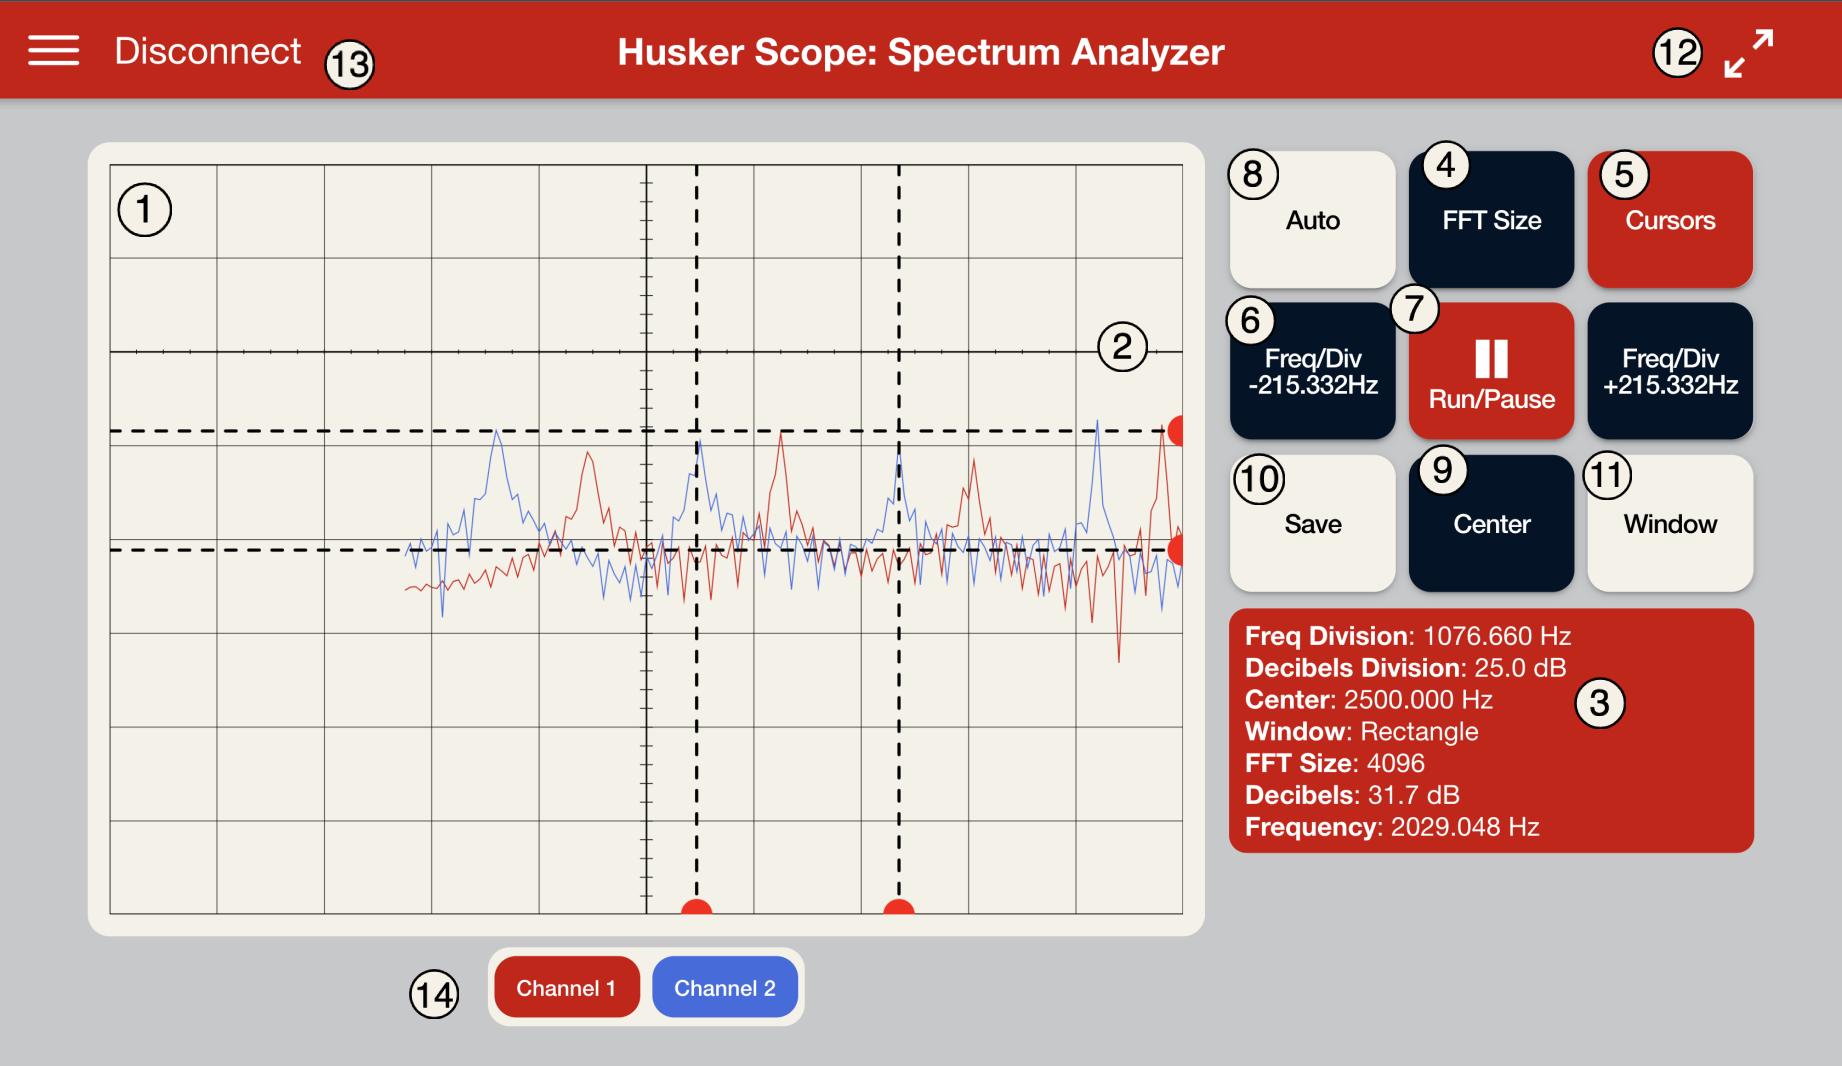 Disconnect
13
Husker Scope: Spectrum Analyzer
12
1
2
8
Auto
4
FFT Size
5
Cursors
6
Freq/Div
-215.332Hz
7
Run/Pause
Freq/Div
+215.332Hz
10
Save
9
Center
11
Window
Freq Division: 1076.660 Hz
Decibels Division: 25.0 dB
Center: 2500.000 Hz
3
Window: Rectangle
FFT Size: 4096
Decibels: 31.7 dB
Frequency: 2029.048 Hz
14
Channel 1
Channel 2